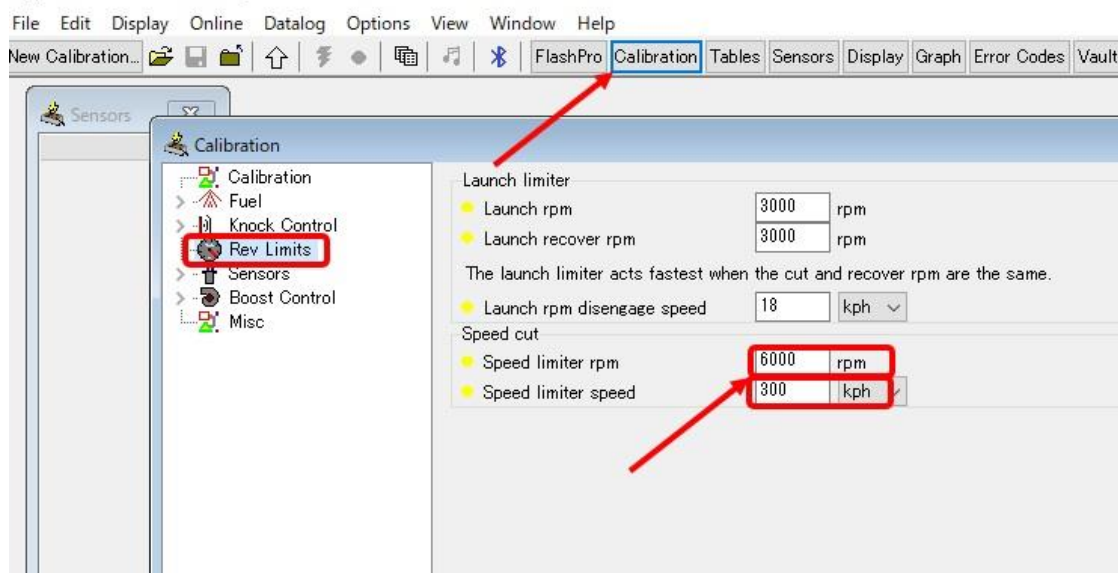 File Edit Display Online Datalog Options View Window Help
New Calibration... FlashPro Calibration Tables Sensors Display Graph Error Codes Vault
Sensors
Calibration
Calibration
Fuel
Knock Control
Rev Limits
Sensors
Boost Control
Misc
Launch limiter
Launch rpm 3000 rpm
Launch recover rpm 3000 rpm
The launch limiter acts fastest when the cut and recover rpm are the same.
Launch rpm disengage speed 18 kph
Speed cut
Speed limiter rpm 6000 rpm
Speed limiter speed 300 kph